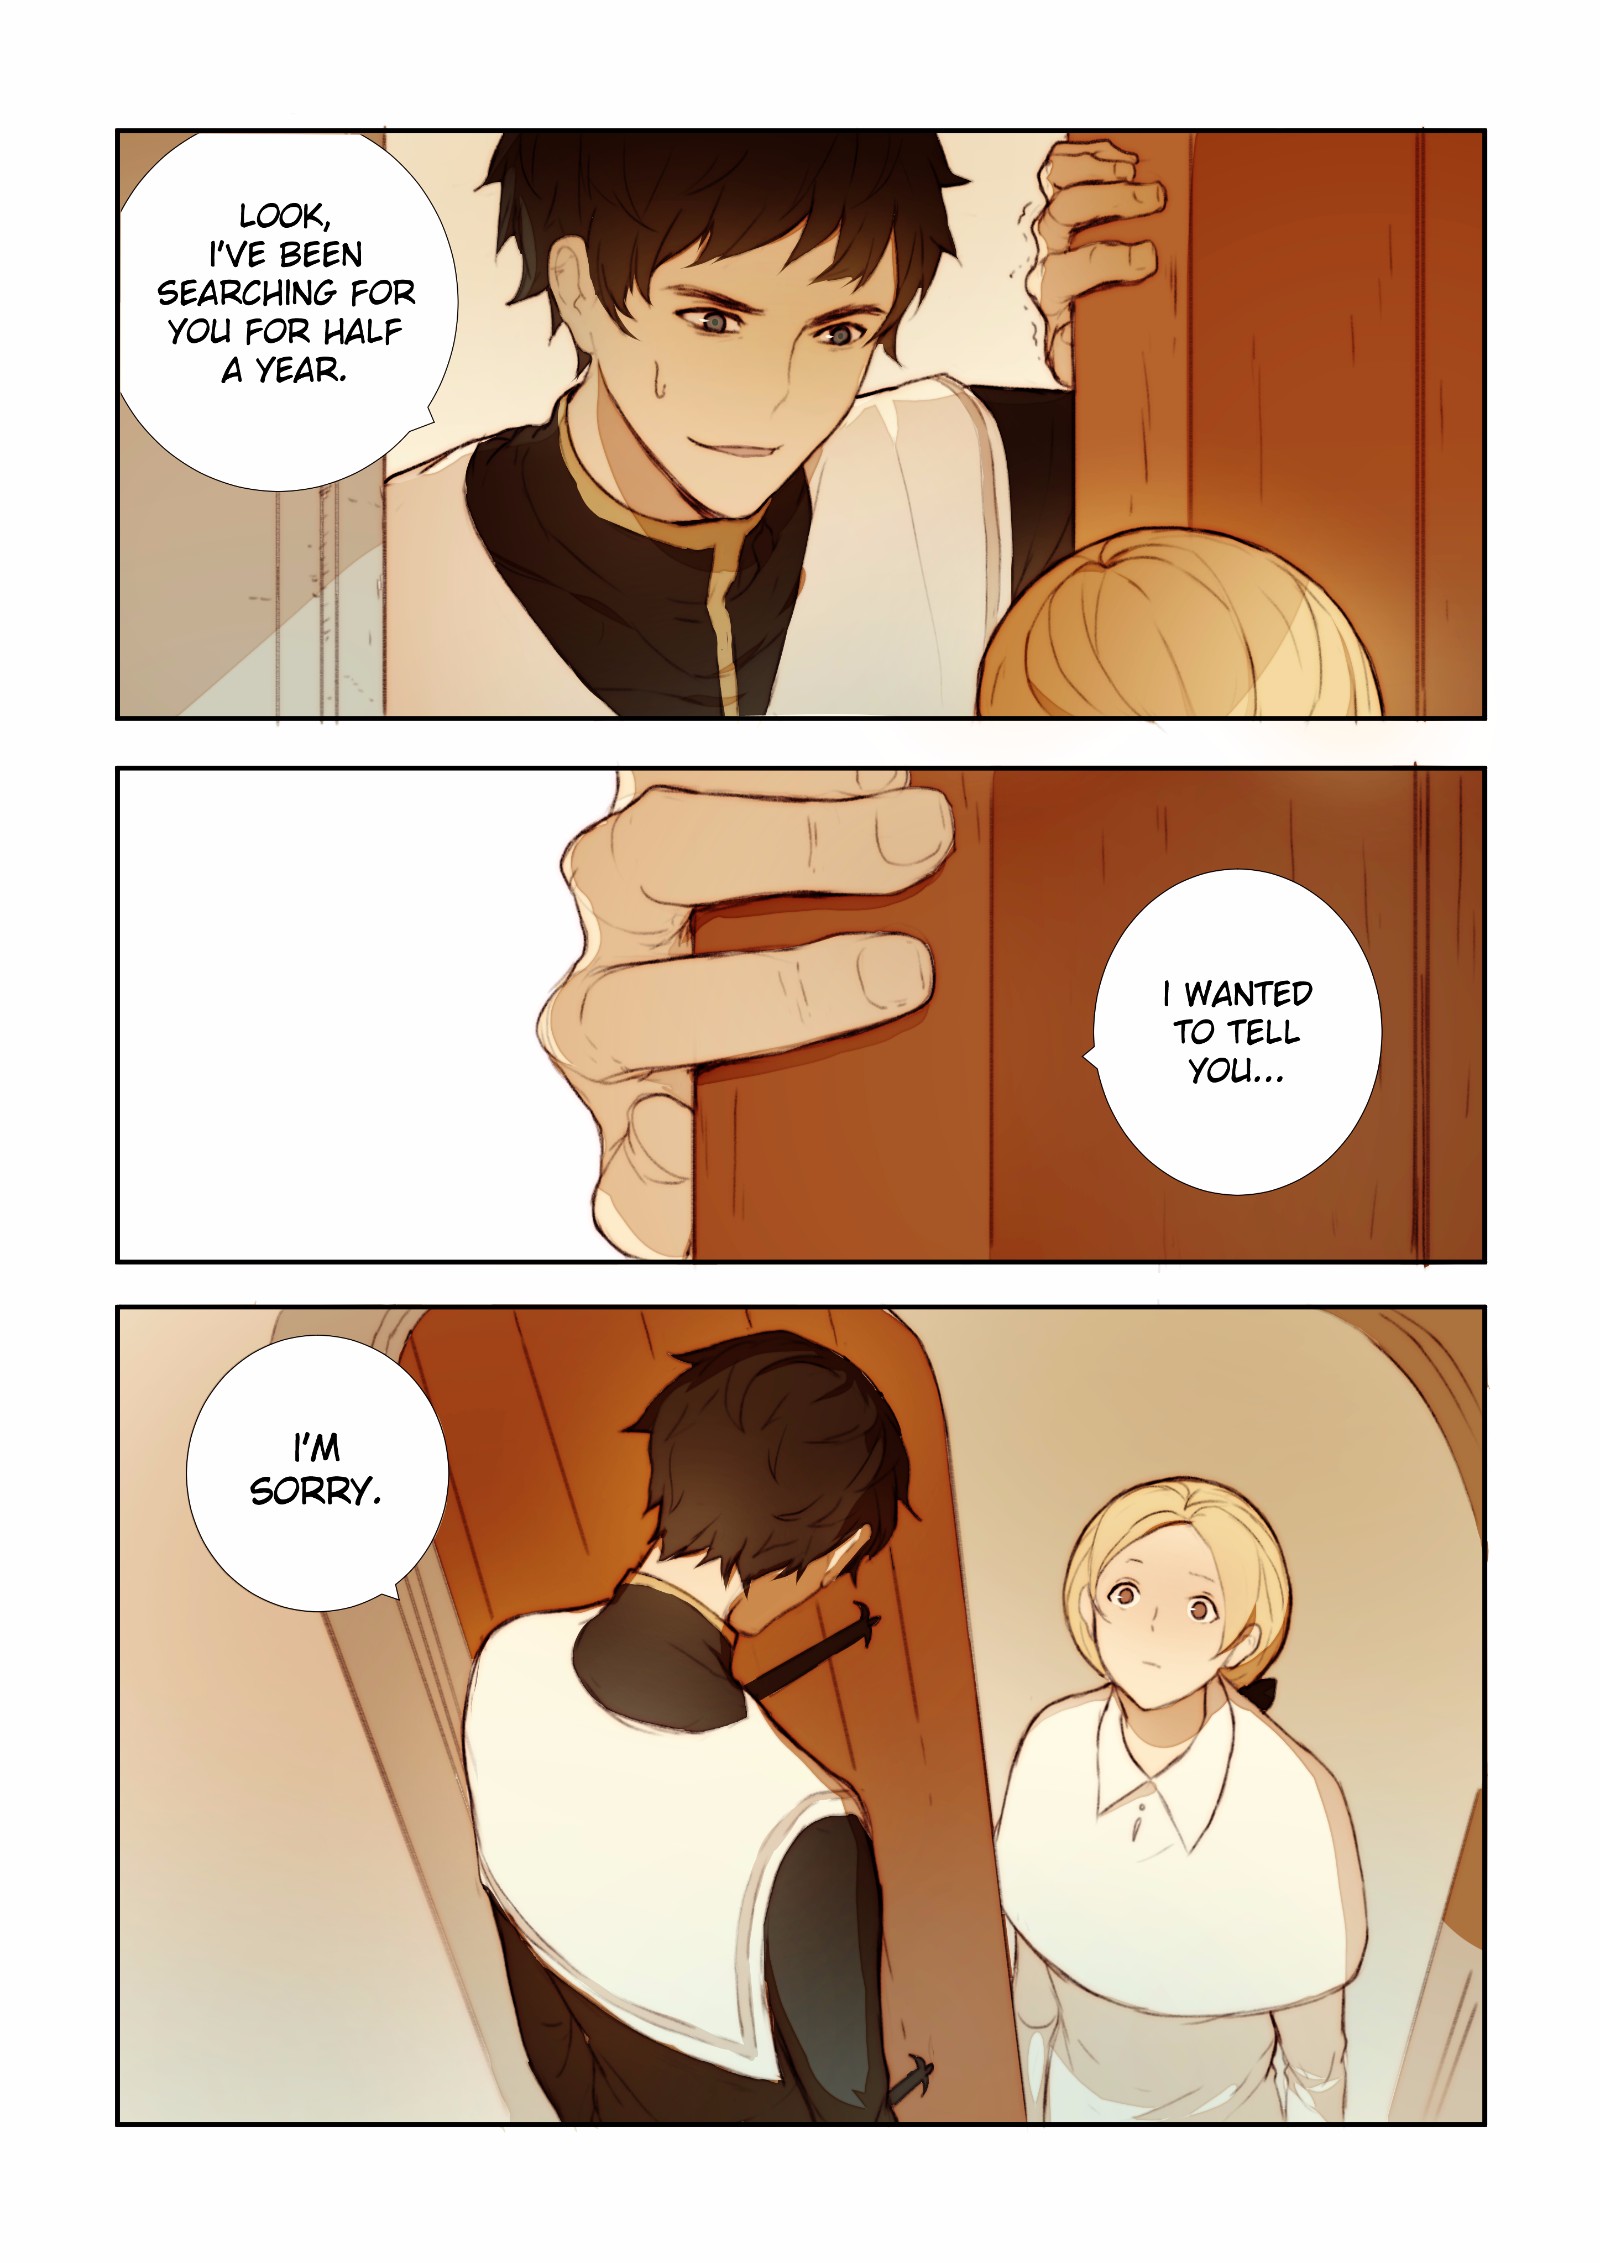 LOOK,
I'VE BEEN
SEARCHING FOR
YOU FOR HALF
A YEAR.
I WANTED
TO TELL
YOU...
I'M
SORRY.